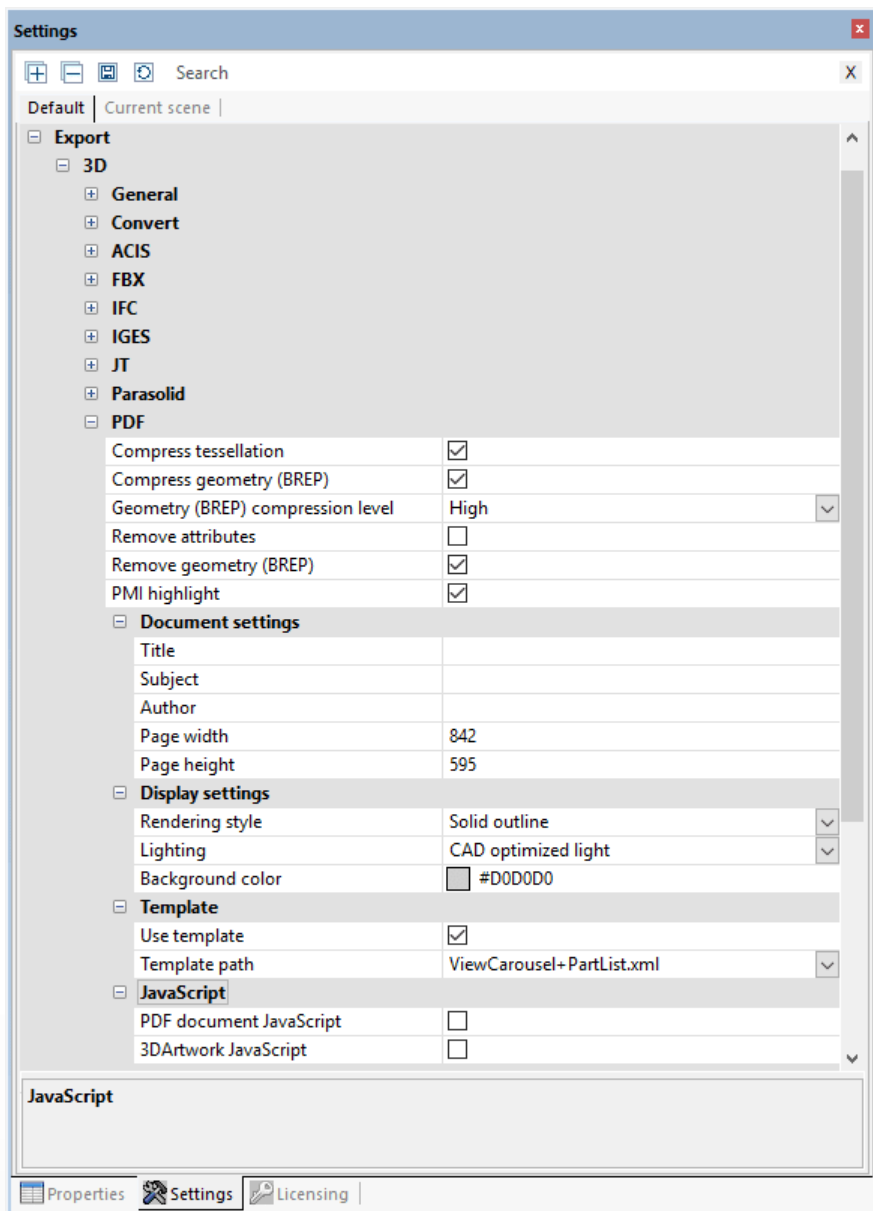 Settings
Search X
Default Current scene
Export
3D
General
Convert
ACIS
FBX
IFC
IGES
JT
Parasolid
PDF
Compress tessellation
Compress geometry (BREP)
Geometry (BREP) compression level High
Remove attributes
Remove geometry (BREP)
PMI highlight
Document settings
Title
Subject
Author
Page width 842
Page height 595
Display settings
Rendering style Solid outline
Lighting CAD optimized light
Background color #D0D0D0
Template
Use template
Template path ViewCarousel+PartList.xml
JavaScript
PDF document JavaScript
3DArtwork JavaScript
JavaScript
Properties Settings Licensing